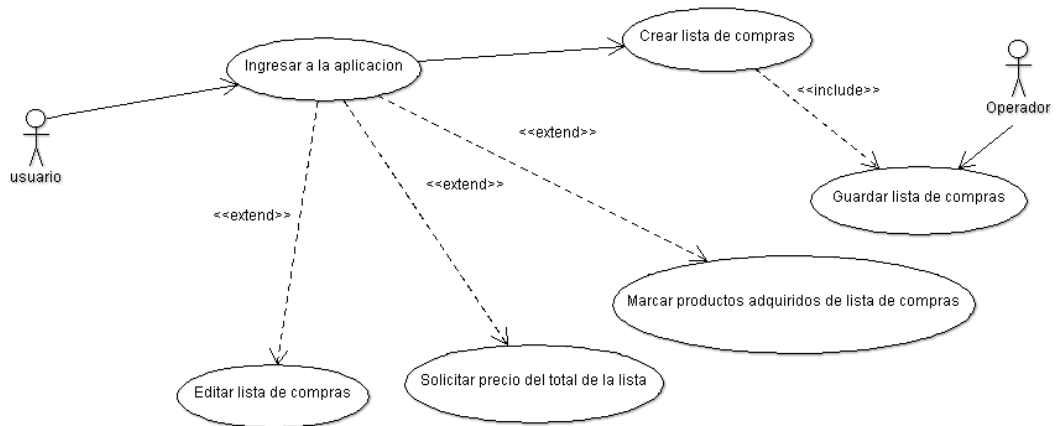 Crear lista de compras
Ingresar a la aplicacion
<<include>>
Operador
<<extend>>
usuario
<<extend>>
Guardar lista de compras
<<extend>>
Marcar productos adquiridos de lista de compras
Solicitar precio del total de la lista
Editar lista de compras